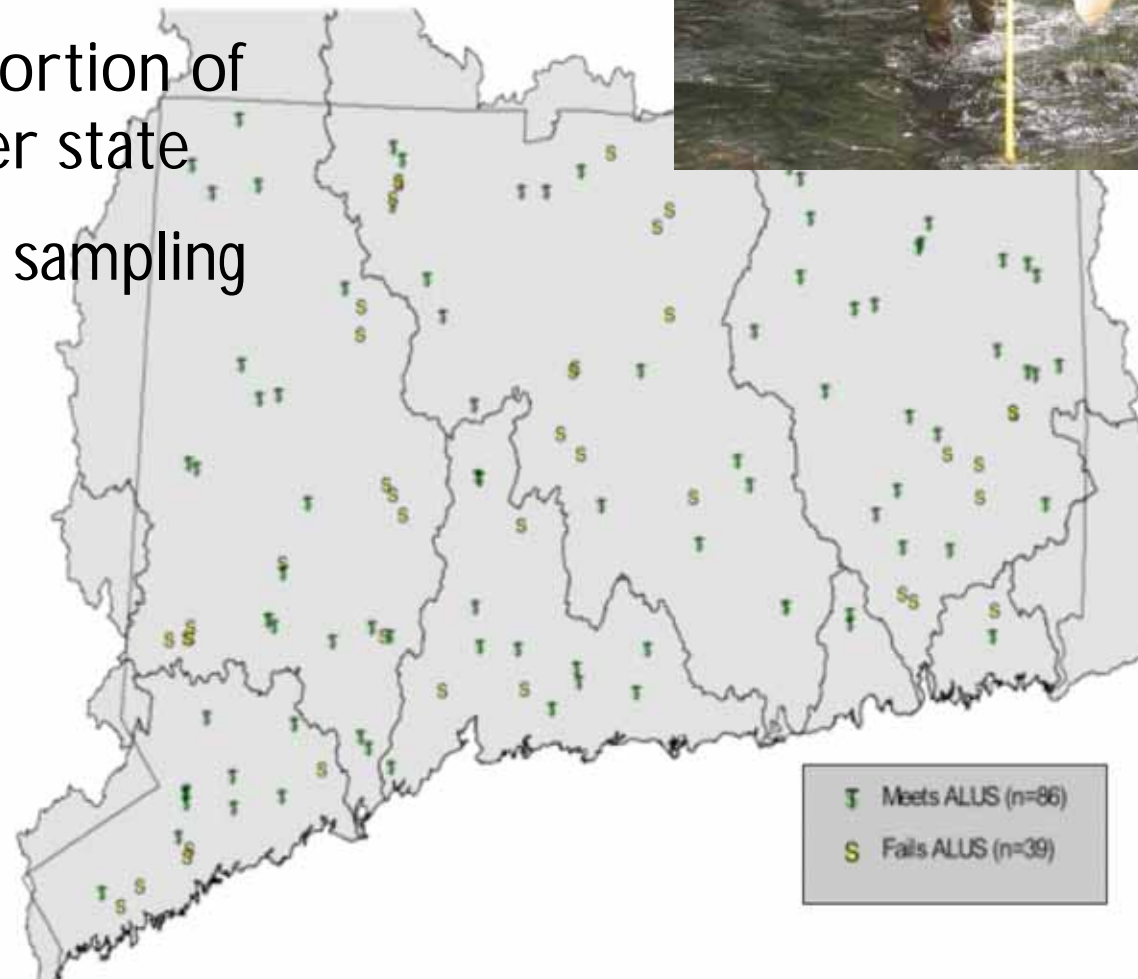 ortion of
er state
sampling
T Meets ALUS (n=86)
S Fails ALUS (n=39)